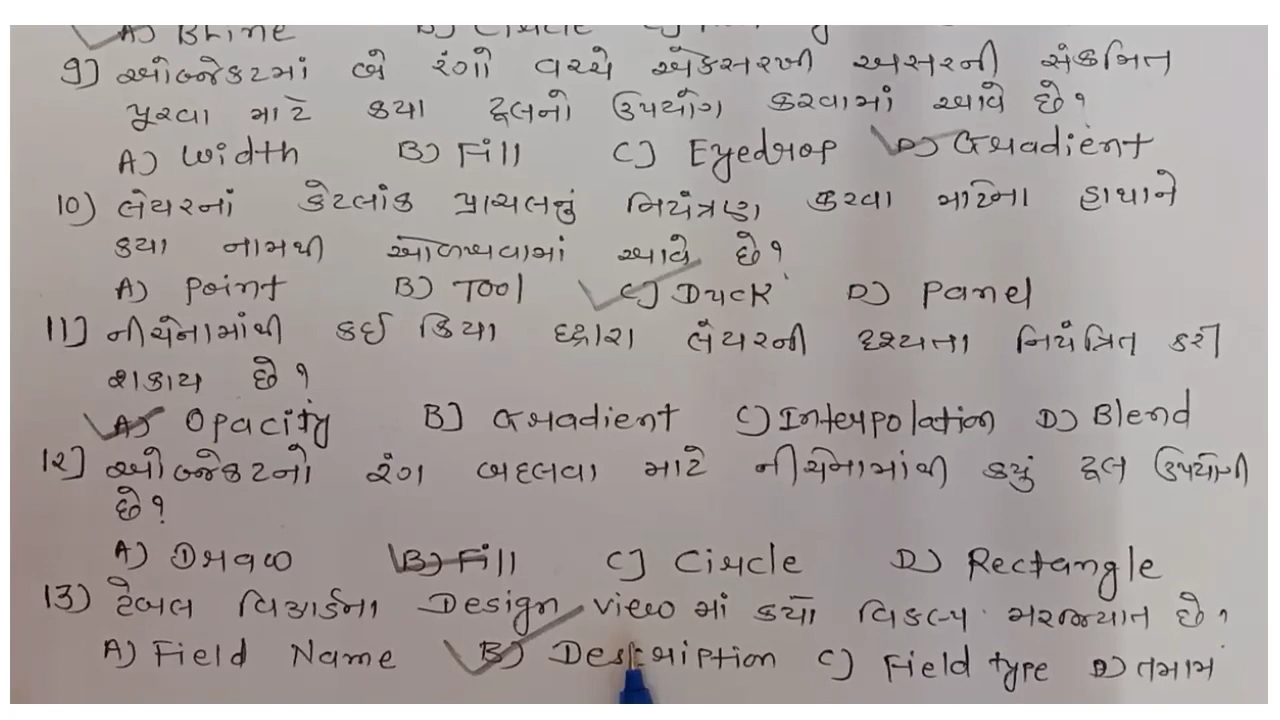 9) ઓબ્જેક્ટમાં બે રંગો વચ્ચે એકસરખી અસરની સંક્રમિત
પૂરવા માટે કયા ટૂલનો ઉપયોગ કરવામાં આવે છે ?
A) Width B) Fill C) Eyedrop D) Gradient
10) લેયરનાં કેટલાંક પ્રાચલનું નિયંત્રણ કરવા માટેના હાથાને
કયા નામથી ઓળખવામાં આવે છે ?
A) Point B) Tool C) Duck D) Panel
11) નીચેનામાંથી કઈ ક્રિયા દ્વારા લેયરની દૃશ્યતા નિયંત્રિત કરી
શકાય છે ?
A) Opacity B) Gradient C) Interpolation D) Blend
12) ઓબ્જેક્ટનો રંગ બદલવા માટે નીચેનામાંથી કયું ટૂલ ઉપયોગી
છે ?
A) Draw B) Fill C) Circle D) Rectangle
13) ટેબલ વિઝાર્ડના Design view માં કયો વિકલ્પ મરજ્યાત છે ?
A) Field Name B) Description C) Field type D) તમામ